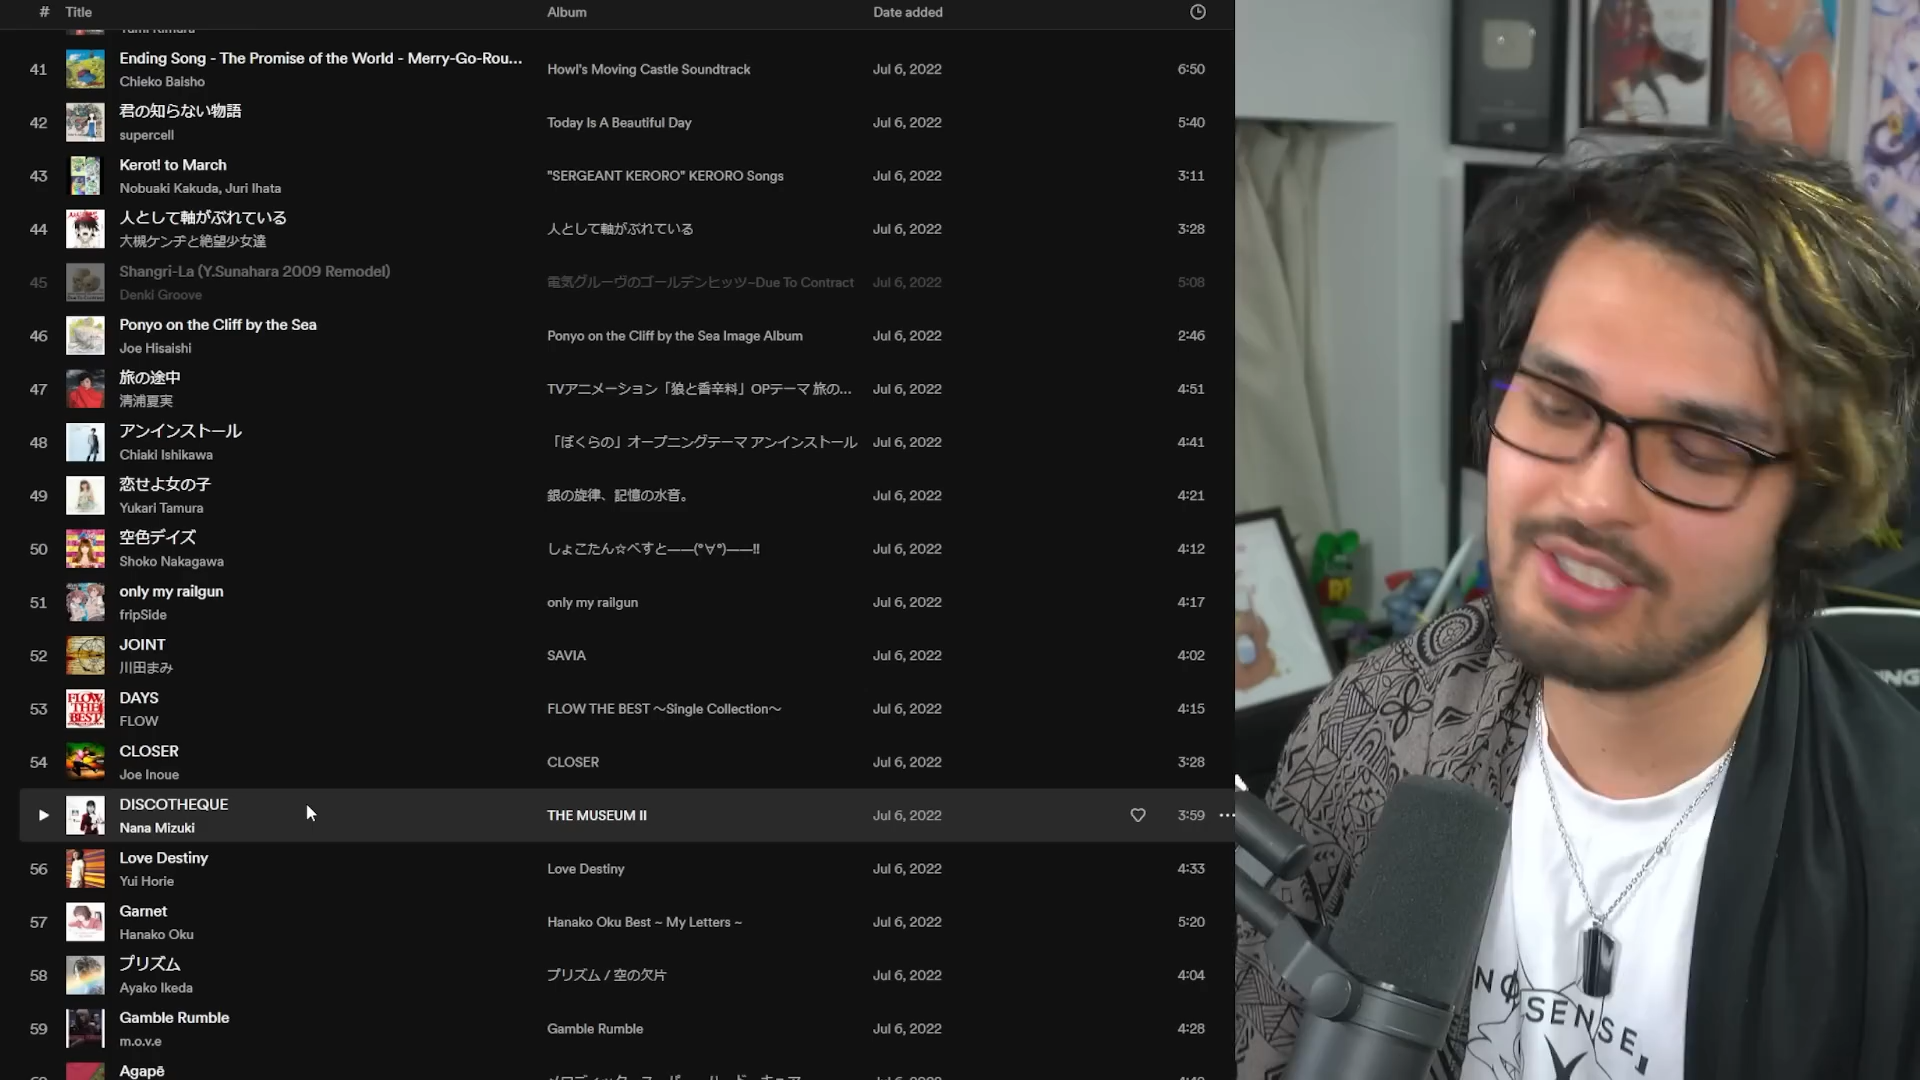 # Title Album Date added
Yumi Kimura
41 Ending Song - The Promise of the World - Merry-Go-Rou... Howl's Moving Castle Soundtrack Jul 6, 2022 6:50
Chieko Baisho
42 君の知らない物語 Today Is A Beautiful Day Jul 6, 2022 5:40
supercell
43 Kerot! to March "SERGEANT KERORO" KERORO Songs Jul 6, 2022 3:11
Nobuaki Kakuda, Juri Ihata
44 人として軸がぶれている 人として軸がぶれている Jul 6, 2022 3:28
大槻ケンヂと絶望少女達
45 Shangri-La (Y.Sunahara 2009 Remodel) 電気グルーヴのゴールデンヒッツ~Due To Contract Jul 6, 2022 5:08
Denki Groove
46 Ponyo on the Cliff by the Sea Ponyo on the Cliff by the Sea Image Album Jul 6, 2022 2:46
Joe Hisaishi
47 旅の途中 TVアニメーション「狼と香辛料」OPテーマ 旅の... Jul 6, 2022 4:51
清浦夏実
48 アンインストール 「ぼくらの」オープニングテーマ アンインストール Jul 6, 2022 4:41
Chiaki Ishikawa
49 恋せよ女の子 銀の旋律、記憶の水音。 Jul 6, 2022 4:21
Yukari Tamura
50 空色デイズ しょこたん☆べすと——(°∀°)——!! Jul 6, 2022 4:12
Shoko Nakagawa
51 only my railgun only my railgun Jul 6, 2022 4:17
fripSide
52 JOINT SAVIA Jul 6, 2022 4:02
川田まみ
53 DAYS FLOW THE BEST 〜Single Collection〜 Jul 6, 2022 4:15
FLOW
54 CLOSER CLOSER Jul 6, 2022 3:28
Joe Inoue
DISCOTHEQUE THE MUSEUM II Jul 6, 2022 3:59
Nana Mizuki
56 Love Destiny Love Destiny Jul 6, 2022 4:33
Yui Horie
57 Garnet Hanako Oku Best ~ My Letters ~ Jul 6, 2022 5:20
Hanako Oku
58 プリズム プリズム / 空の欠片 Jul 6, 2022 4:04
Ayako Ikeda
59 Gamble Rumble Gamble Rumble Jul 6, 2022 4:28
m.o.v.e
Agapē
FLOW
THE
BEST
NO SENSE